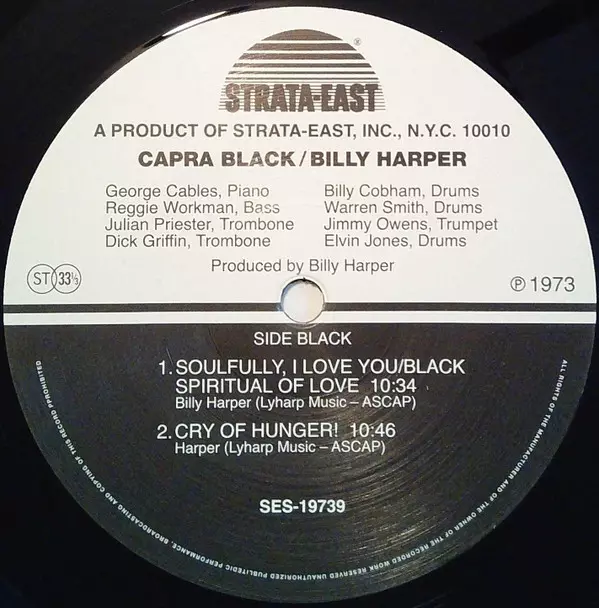 ®
STRATA-EAST
A PRODUCT OF STRATA-EAST, INC., N.Y.C. 10010
CAPRA BLACK/BILLY HARPER
George Cables, Piano
Reggie Workman, Bass
Julian Priester, Trombone
Dick Griffin, Trombone
Billy Cobham, Drums
Warren Smith, Drums
Jimmy Owens, Trumpet
Elvin Jones, Drums
Produced by Billy Harper
ST 33⅓
℗ 1973
SIDE BLACK
1. SOULFULLY, I LOVE YOU/BLACK
SPIRITUAL OF LOVE 10:34
Billy Harper (Lyharp Music – ASCAP)
2. CRY OF HUNGER! 10:46
Harper (Lyharp Music – ASCAP)
SES-19739
ALL RIGHTS OF THE MANUFACTURER AND OF THE OWNER OF THE RECORDED WORK RESERVED UNAUTHORIZED PUBLIC PERFORMANCE, BROADCASTING AND COPYING OF THIS RECORD